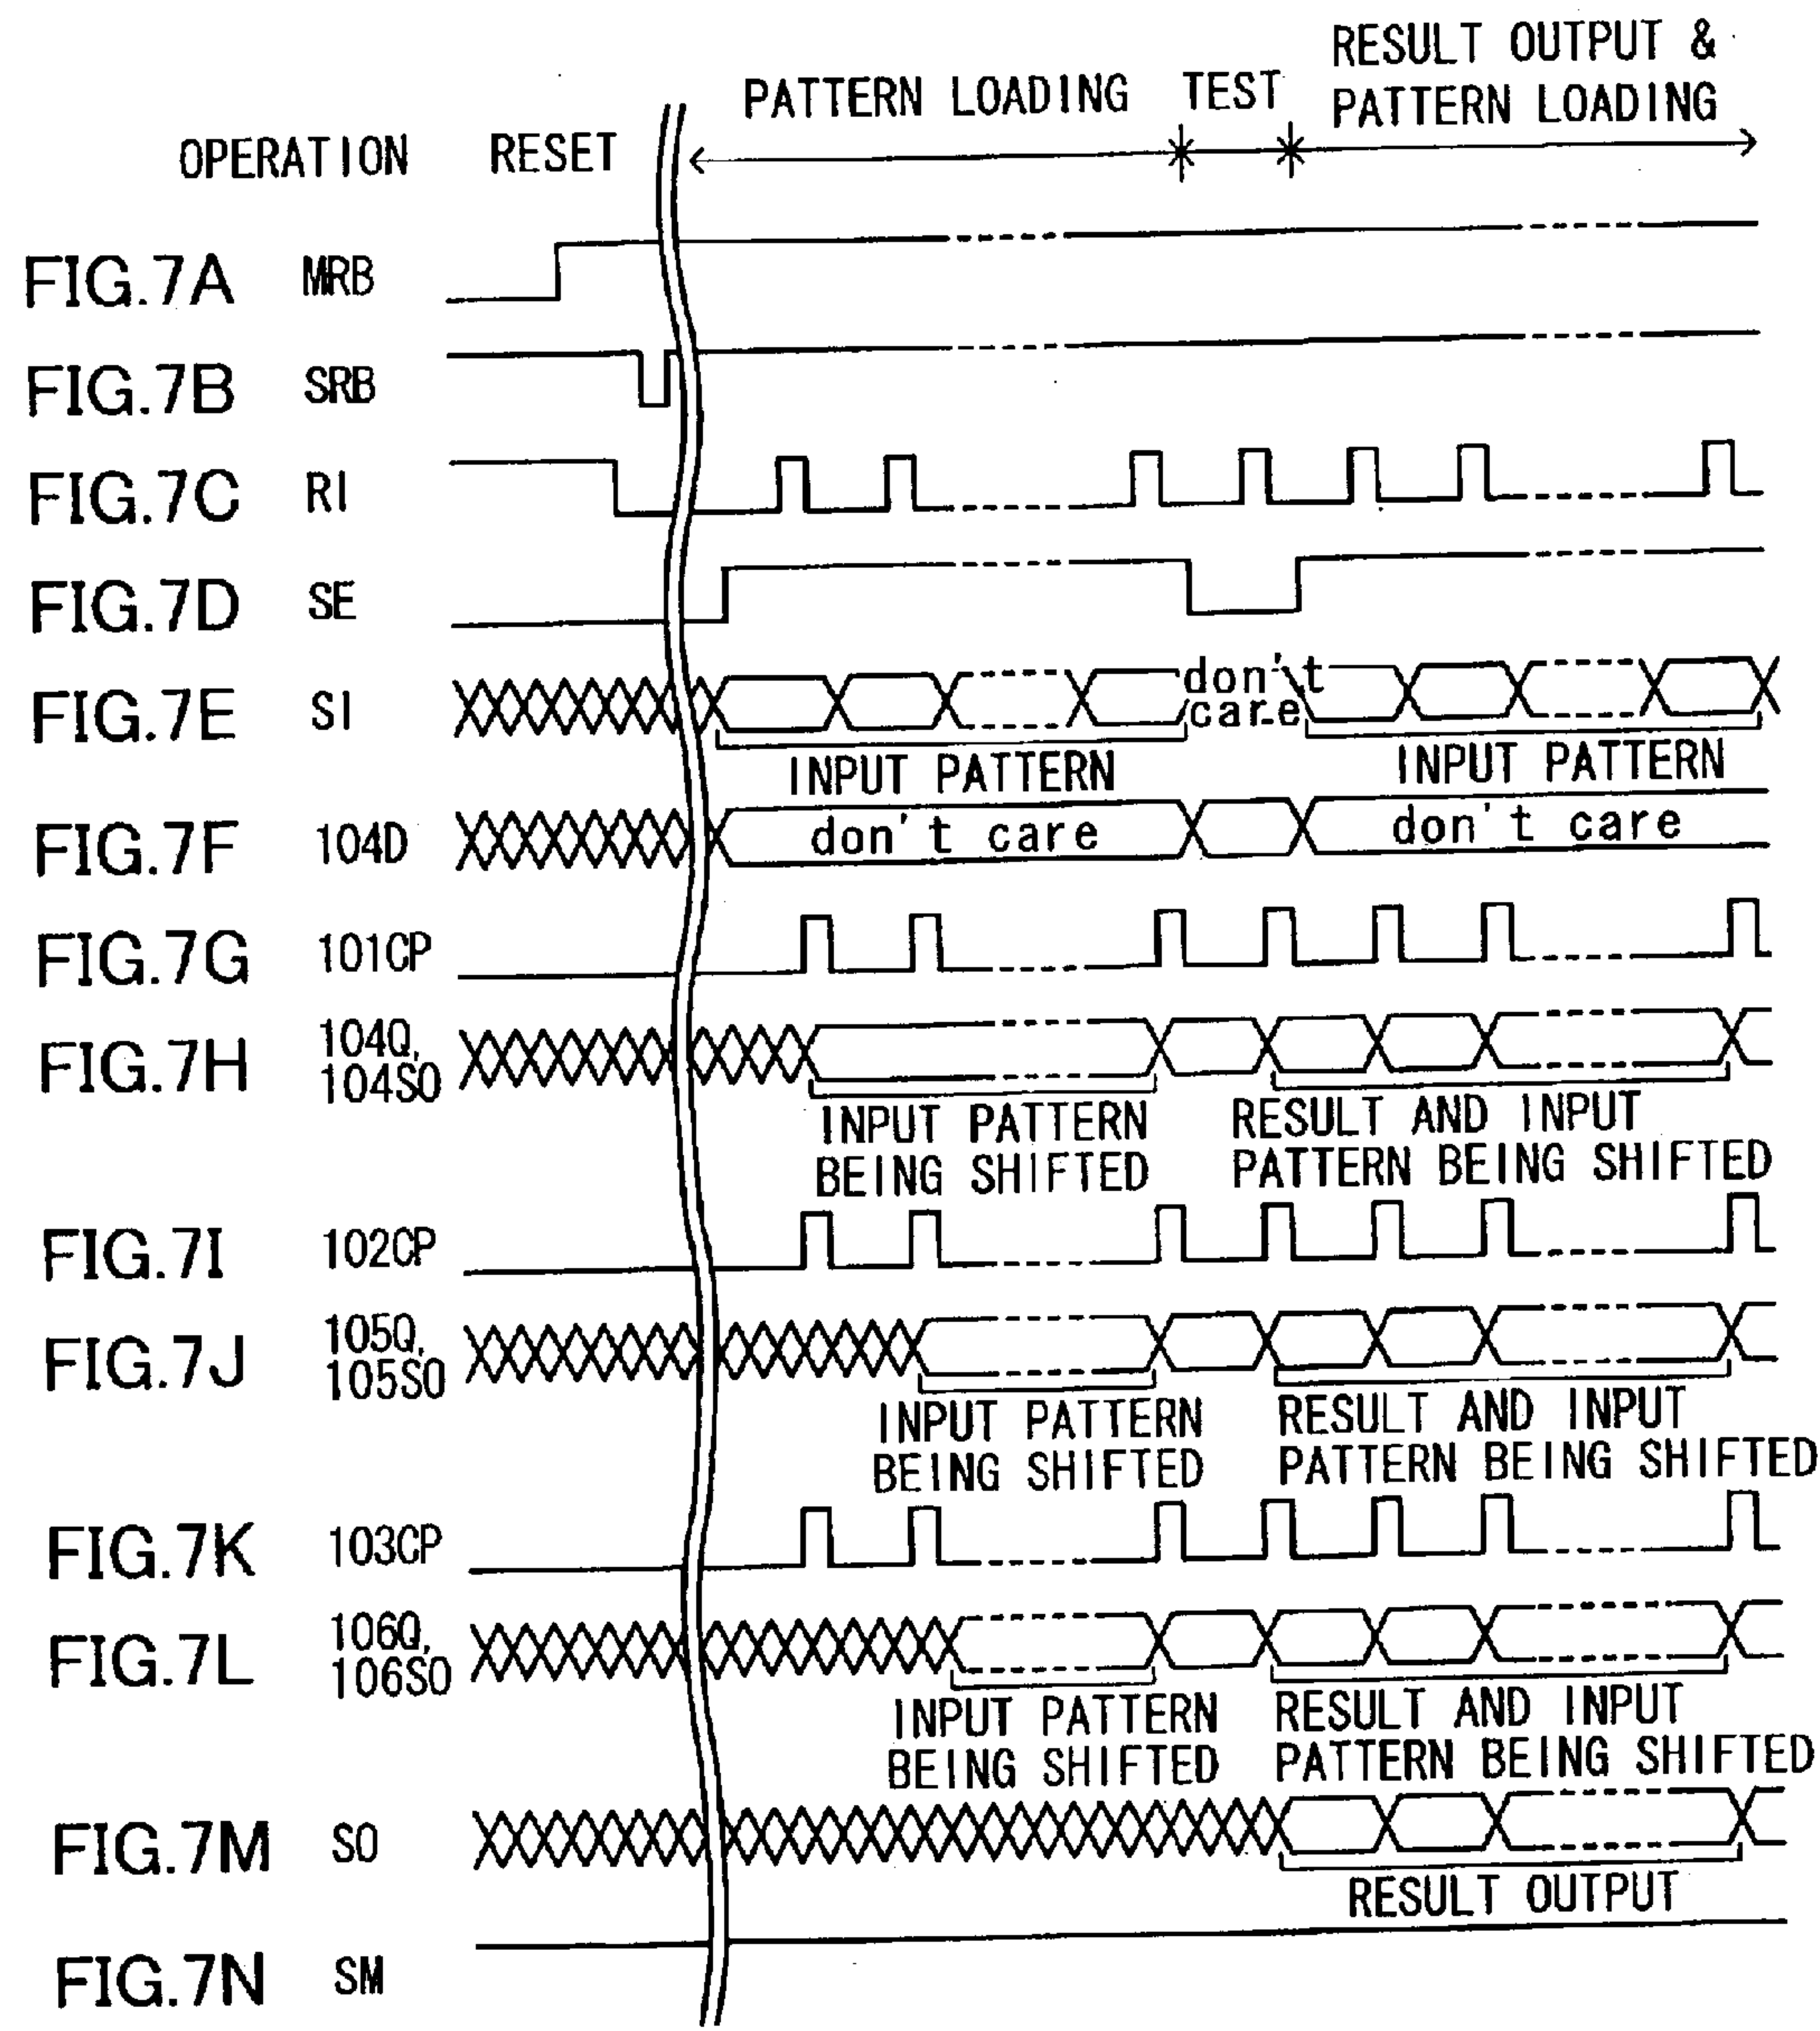 RESULT OUTPUT &
PATTERN LOADING TEST PATTERN LOADING
OPERATION RESET
FIG.7A MRB
FIG.7B SRB
FIG.7C RI
FIG.7D SE
FIG.7E SI don't
care
INPUT PATTERN INPUT PATTERN
FIG.7F 104D don't care don't care
FIG.7G 101CP
FIG.7H 104Q,
104SO
INPUT PATTERN
BEING SHIFTED
RESULT AND INPUT
PATTERN BEING SHIFTED
FIG.7I 102CP
FIG.7J 105Q,
105SO
INPUT PATTERN
BEING SHIFTED
RESULT AND INPUT
PATTERN BEING SHIFTED
FIG.7K 103CP
FIG.7L 106Q,
106SO
INPUT PATTERN
BEING SHIFTED
RESULT AND INPUT
PATTERN BEING SHIFTED
FIG.7M SO
RESULT OUTPUT
FIG.7N SM